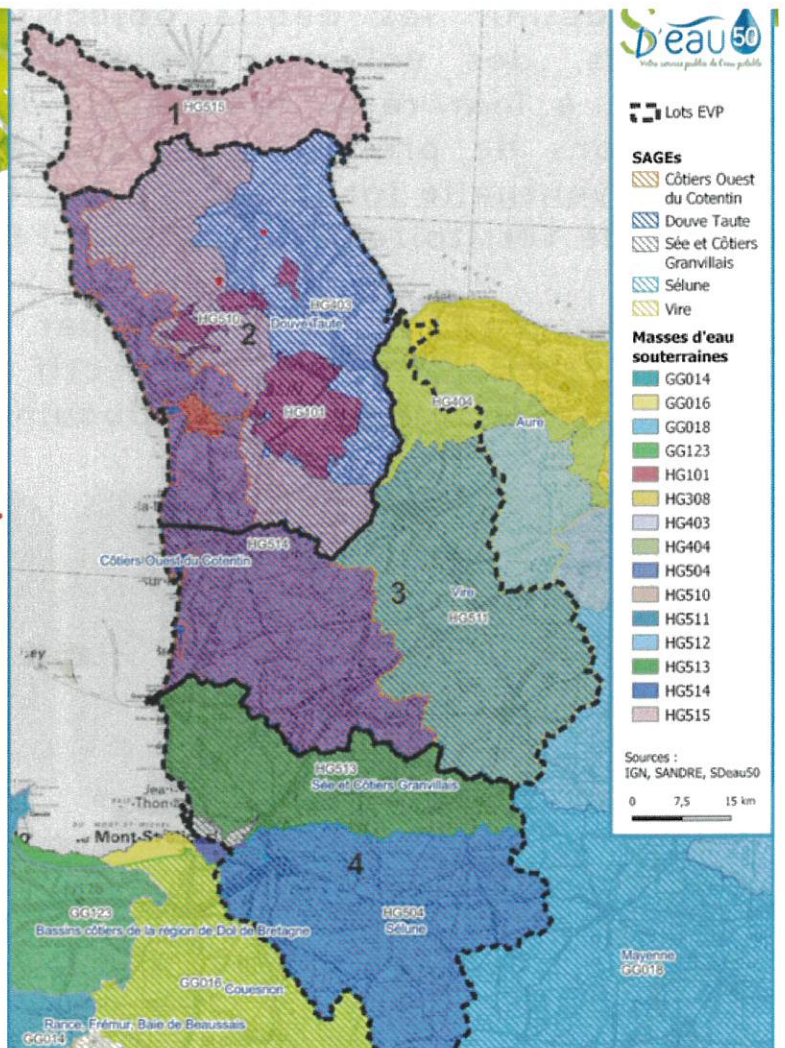 S
D'eau 50
Votre service public de l'eau potable
Lots EVP
SAGEs
Côtiers Ouest
du Cotentin
Douve Taute
Sée et Côtiers
Granvillais
Sélune
Vire
Masses d'eau
souterraines
GG014
GG016
GG018
GG123
HG101
HG308
HG403
HG404
HG504
HG510
HG511
HG512
HG513
HG514
HG515
Sources :
IGN, SANDRE, SDeau50
0 7,5 15 km
1
HG515
HG403
Douve Taute
HG510
2
HG101
HG404
Aure
HG514
Côtiers Ouest du Cotentin
3
Vire
HG511
HG513
Sée et Côtiers Granvillais
Mont-St
4
HG504
Sélune
GG123
Bassins côtiers de la région de Dol de Bretagne
GG016
Couesnon
Mayenne
GG018
Rance, Frémur, Baie de Beaussais
GG014